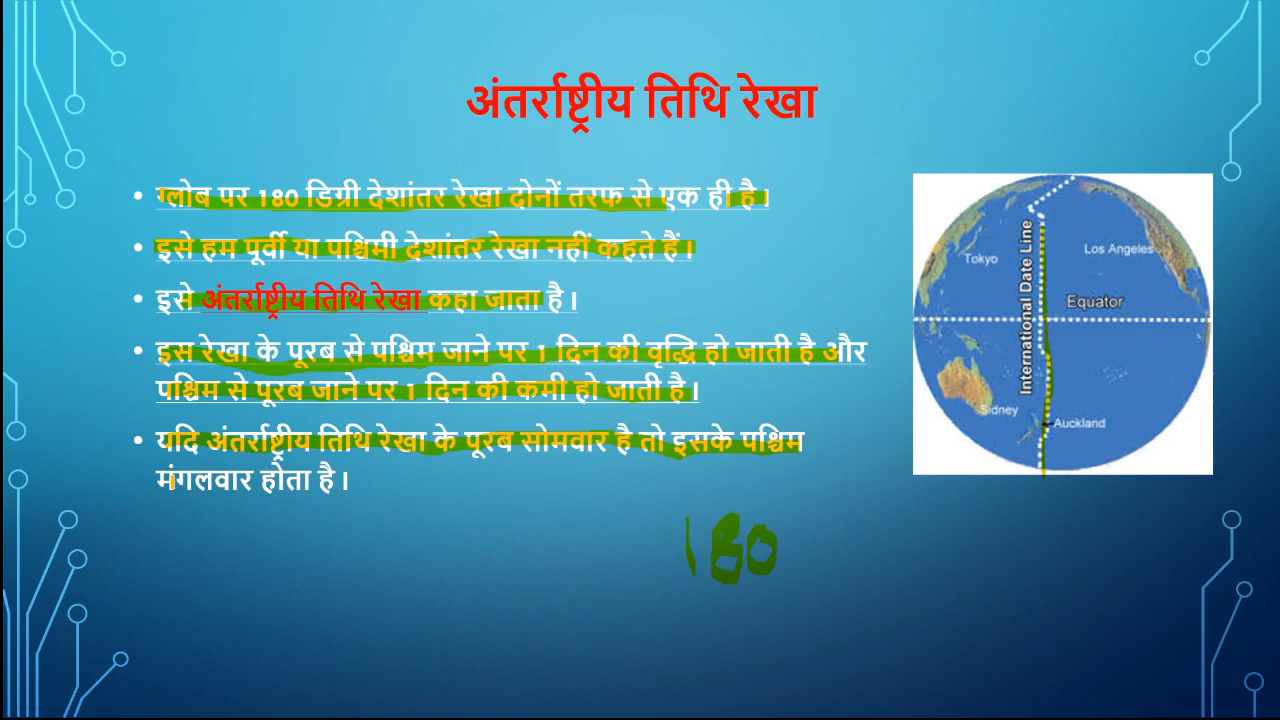 अंतर्राष्ट्रीय तिथि रेखा
• ग्लोब पर 180 डिग्री देशांतर रेखा दोनों तरफ से एक ही है।
• इसे हम पूर्वी या पश्चिमी देशांतर रेखा नहीं कहते हैं।
• इसे अंतर्राष्ट्रीय तिथि रेखा कहा जाता है।
• इस रेखा के पूरब से पश्चिम जाने पर 1 दिन की वृद्धि हो जाती है और
पश्चिम से पूरब जाने पर 1 दिन की कमी हो जाती है।
• यदि अंतर्राष्ट्रीय तिथि रेखा के पूरब सोमवार है तो इसके पश्चिम
मंगलवार होता है।
180
Tokyo
Los Angeles
International Date Line
Equator
Sidney
Auckland